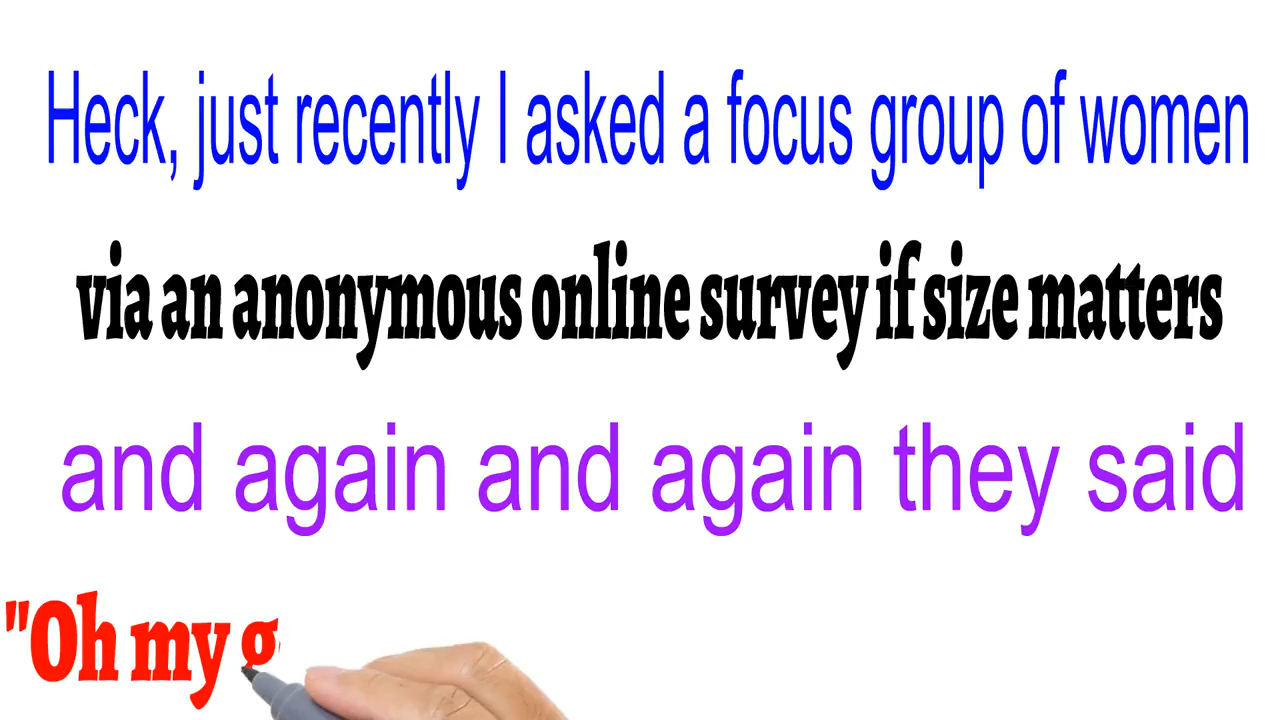 Heck, just recently I asked a focus group of women
via an anonymous online survey if size matters
and again and again they said
"Oh my g